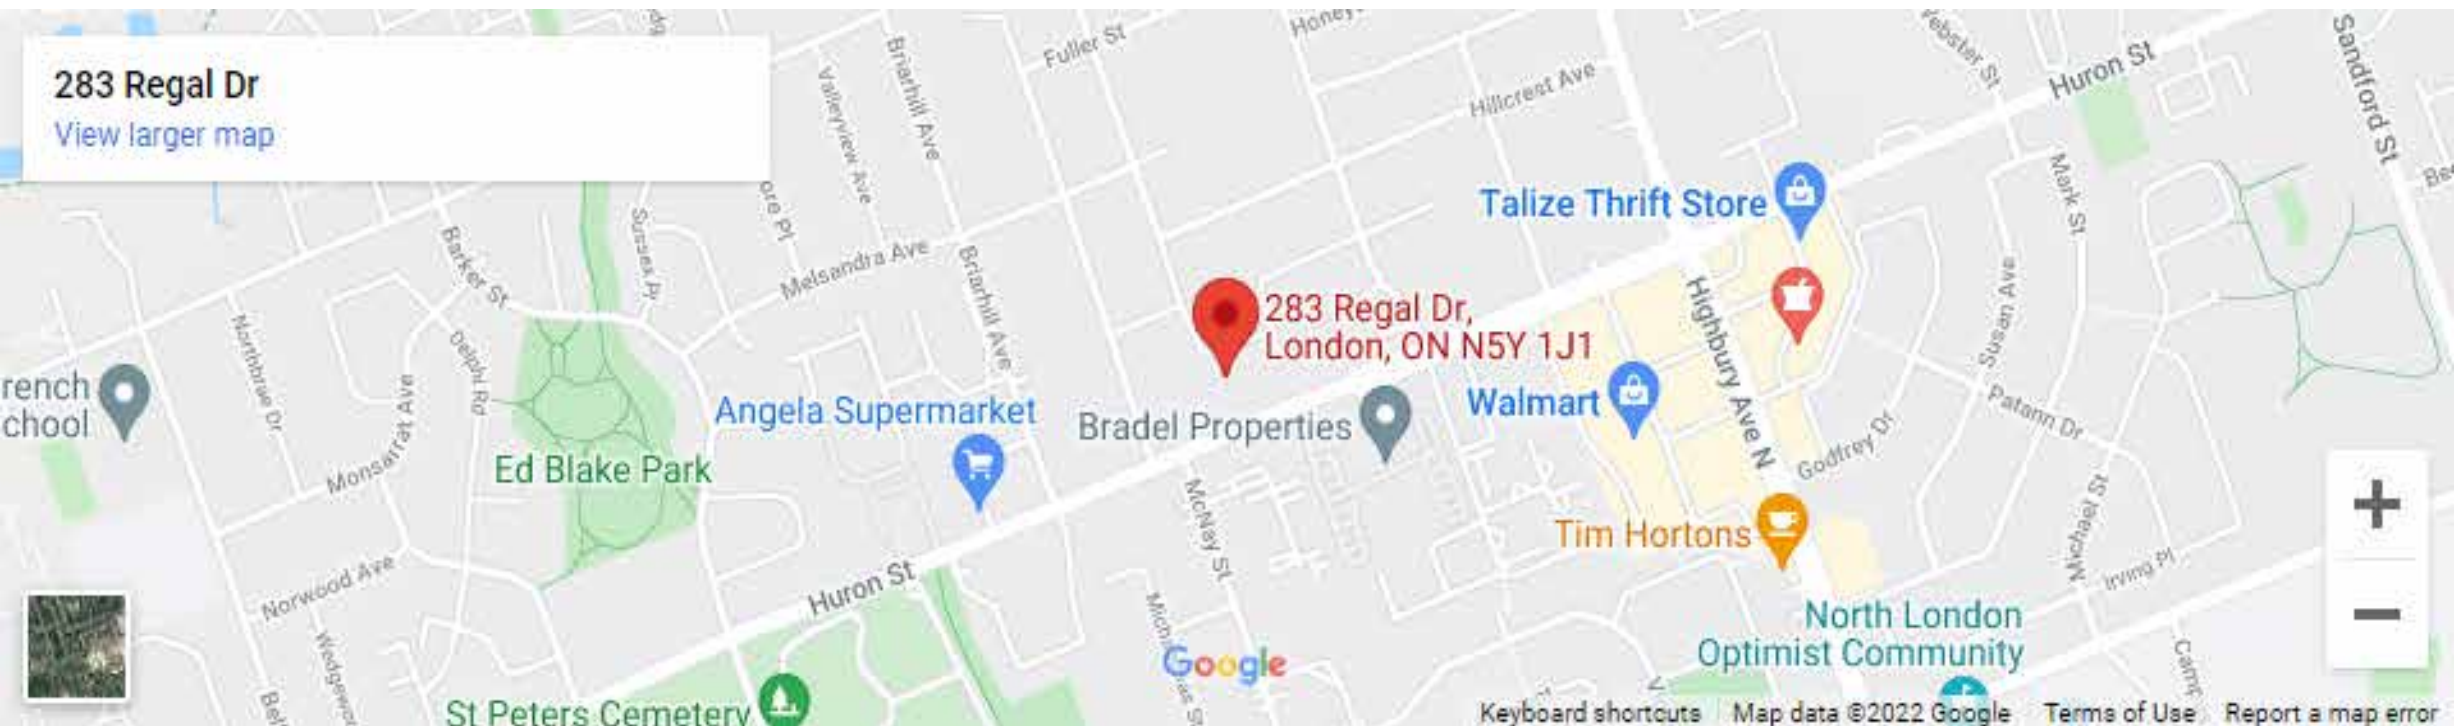 283 Regal Dr
View larger map
Valleyview Ave
Briarhill Ave
Fuller St
Hillcrest Ave
Huron St
Sandford St
Mark St
Talize Thrift Store
Barker St
Sussex Pl
Melsandra Ave
Briarhill Ave
283 Regal Dr,
London, ON N5Y 1J1
Highbury Ave N
Susan Ave
Northbrae Dr
Delphi Rd
Monsarrat Ave
Angela Supermarket
Bradel Properties
Walmart
Patann Dr
Godfrey Dr
Ed Blake Park
McNay St
Tim Hortons
Michael St
Irving Pl
Norwood Ave
Huron St
North London
Optimist Community
Google
St Peters Cemetery
Keyboard shortcuts
Map data ©2022 Google
Terms of Use
Report a map error